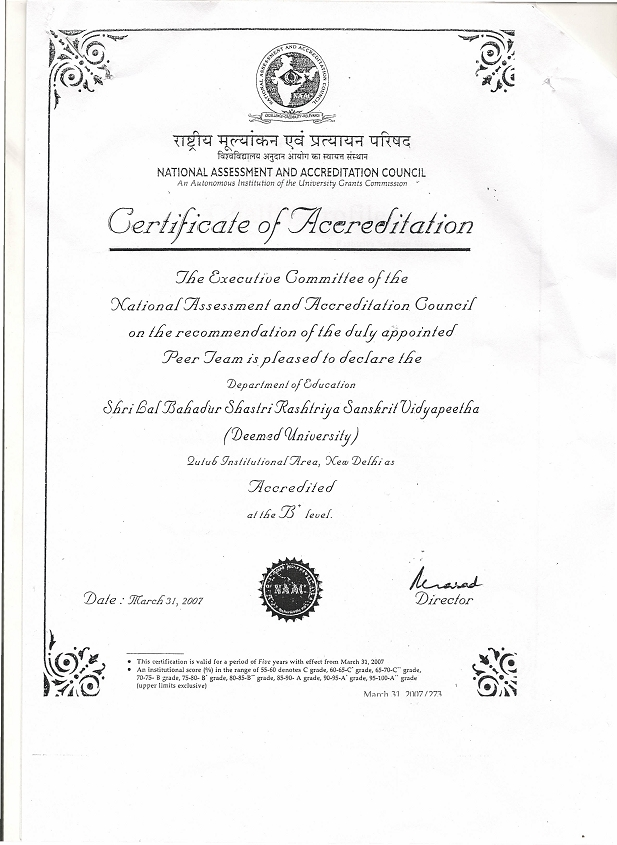 NATIONAL ASSESSMENT AND ACCREDITATION COUNCIL
राष्ट्रीय मूल्यांकन एवं प्रत्यायन परिषद
विश्वविद्यालय अनुदान आयोग का स्वायत्त संस्थान
NATIONAL ASSESSMENT AND ACCREDITATION COUNCIL
An Autonomous Institution of the University Grants Commission
Certificate of Accreditation
The Executive Committee of the
National Assessment and Accreditation Council
on the recommendation of the duly appointed
Peer Team is pleased to declare the
Department of Education
Shri Lal Bahadur Shastri Rashtriya Sanskrit Vidyapeetha
(Deemed University)
Qutub Institutional Area, New Delhi as
Accredited
at the B+ level.
NAAC
Date : March 31, 2007
Director
• This certification is valid for a period of Five years with effect from March 31, 2007
• An institutional score (%) in the range of 55-60 denotes C grade, 60-65-C+ grade, 65-70-C++ grade,
70-75- B grade, 75-80- B+ grade, 80-85-B++ grade, 85-90- A grade, 90-95-A+ grade, 95-100-A++ grade
(upper limits exclusive)
March 31, 2007/273